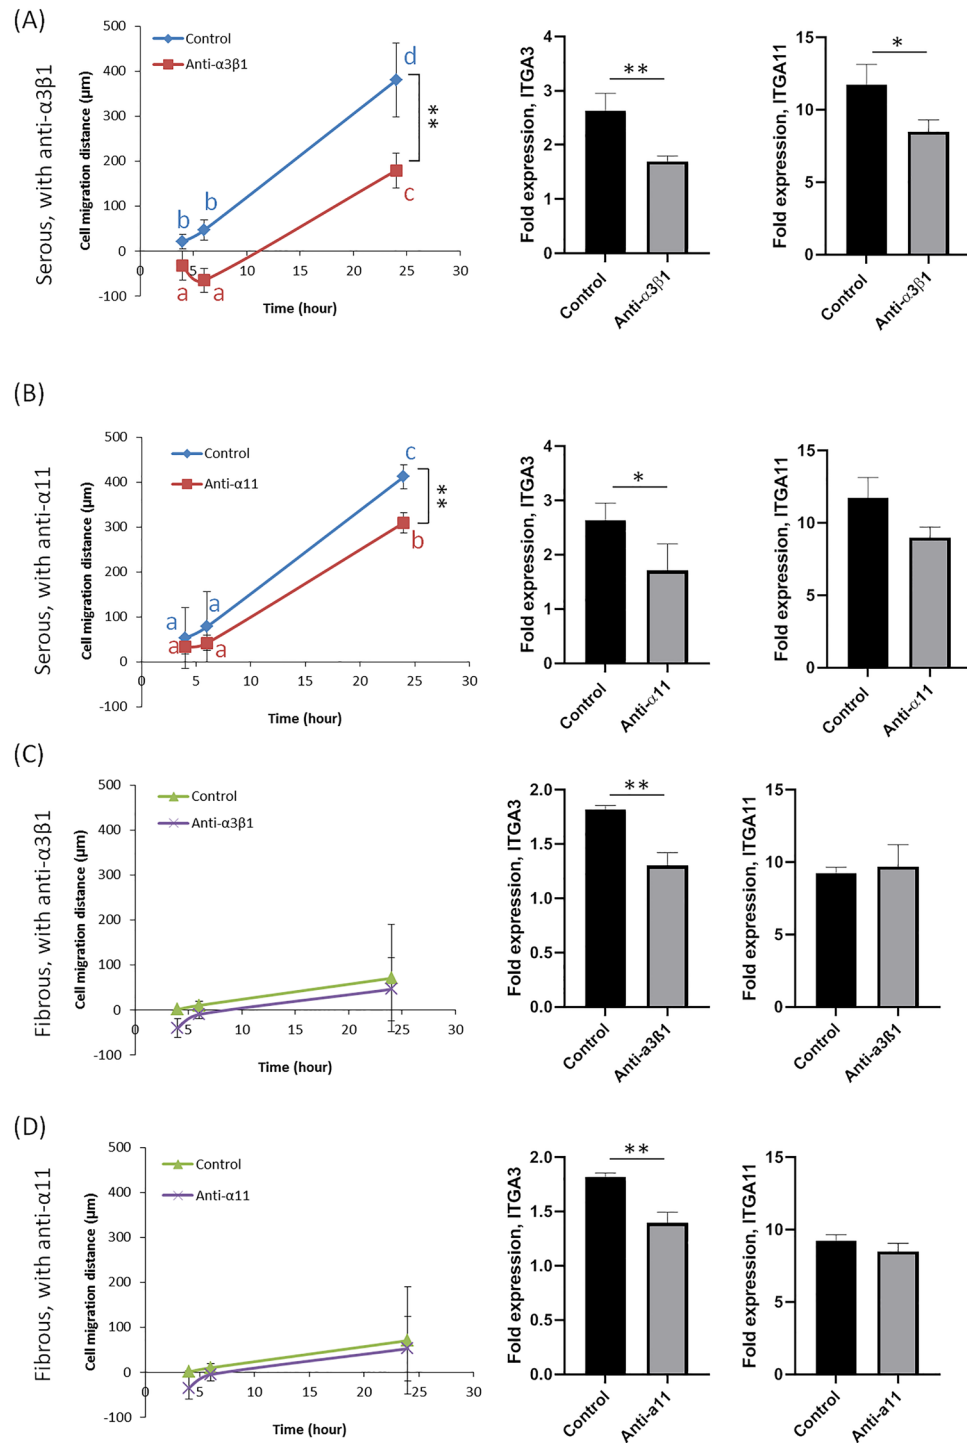 (A)
Serous, with anti-α3β1
Cell migration distance (μm)
500
400
300
200
100
0
-100
Control
Anti-α3β1
b
b
d
a
a
c
**
0
5
10
15
20
25
30
Time (hour)
Fold expression, ITGA3
4
3
2
1
0
**
Control
Anti-α3β1
Fold expression, ITGA11
15
10
5
0
*
Control
Anti-α3β1
(B)
Serous, with anti-α11
Cell migration distance (μm)
500
400
300
200
100
0
-100
Control
Anti-α11
a
a
c
a
a
b
**
0
5
10
15
20
25
30
Time (hour)
Fold expression, ITGA3
4
3
2
1
0
*
Control
Anti-α11
Fold expression, ITGA11
15
10
5
0
Control
Anti-α11
(C)
Fibrous, with anti-α3β1
Cell migration distance (μm)
500
400
300
200
100
0
-100
Control
Anti-α3β1
0
5
10
15
20
25
30
Time (hour)
Fold expression, ITGA3
2.0
1.5
1.0
0.5
0.0
**
Control
Anti-a3ß1
Fold expression, ITGA11
15
10
5
0
Control
Anti-a3ß1
(D)
Fibrous, with anti-α11
Cell migration distance (μm)
500
400
300
200
100
0
-100
Control
Anti-α11
0
5
10
15
20
25
30
Time (hour)
Fold expression, ITGA3
2.0
1.5
1.0
0.5
0.0
**
Control
Anti-a11
Fold expression, ITGA11
15
10
5
0
Control
Anti-a11